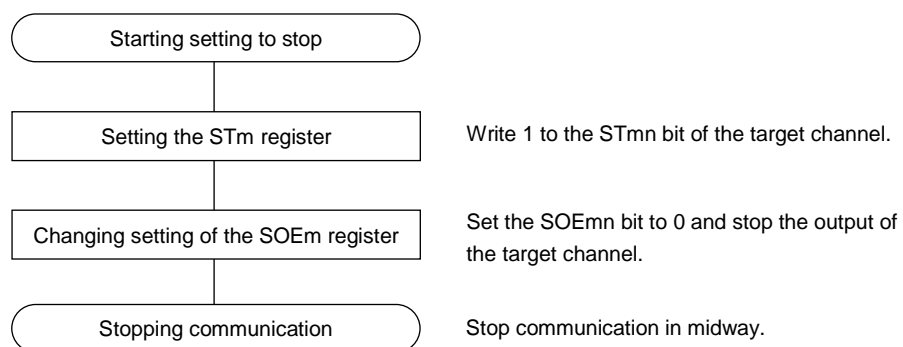 Starting setting to stop
Setting the STm register
Write 1 to the STmn bit of the target channel.
Changing setting of the SOEm register
Set the SOEmn bit to 0 and stop the output of
the target channel.
Stopping communication
Stop communication in midway.